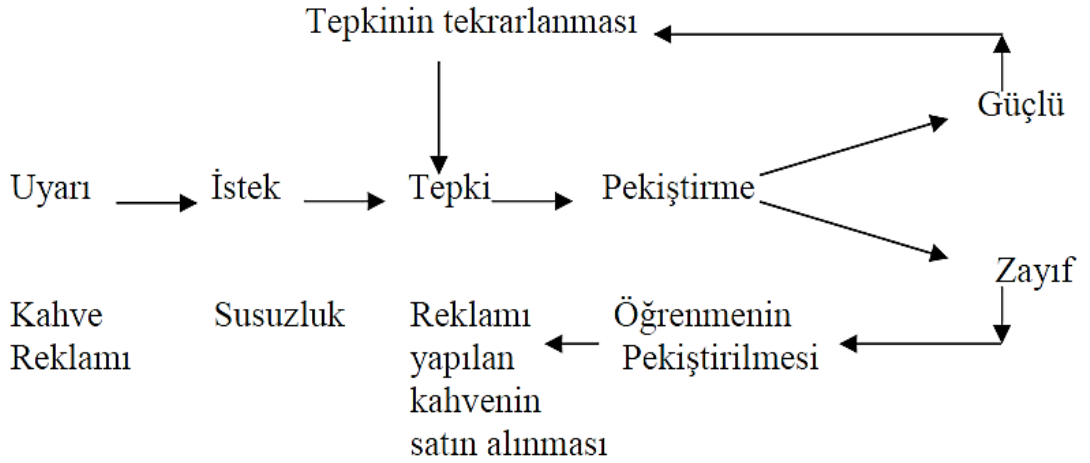 Tepkinin tekrarlanması
Güçlü
Uyarı İstek Tepki Pekiştirme
Zayıf
Kahve Susuzluk Reklamı Öğrenmenin
Reklamı yapılan Pekiştirilmesi
kahvenin
satın alınması